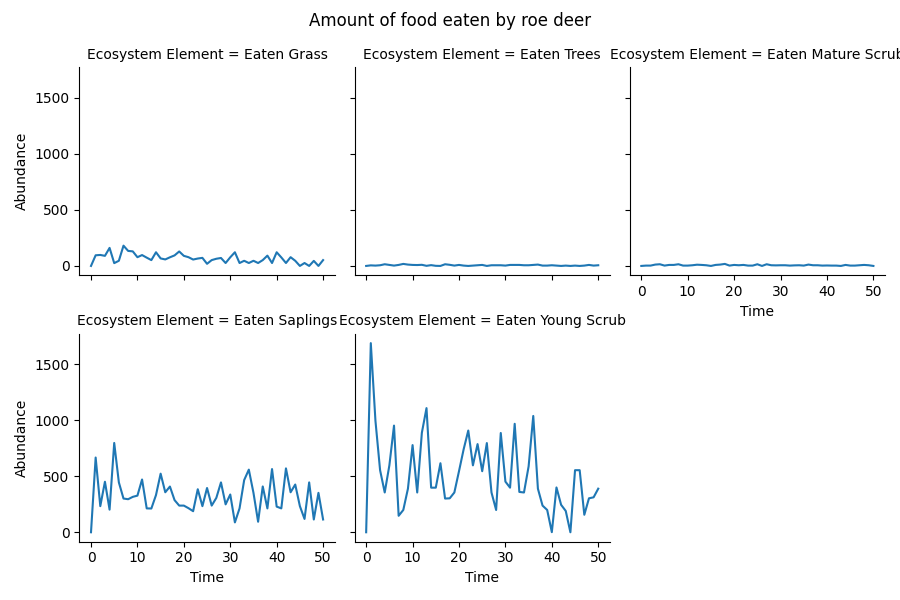 Amount of food eaten by roe deer
Ecosystem Element = Eaten Grass
Ecosystem Element = Eaten Trees
Ecosystem Element = Eaten Mature Scrub
1500
1000
500
0
Abundance
0 10 20 30 40 50
Time
Ecosystem Element = Eaten Saplings
Ecosystem Element = Eaten Young Scrub
1500
1000
500
0
Abundance
0 10 20 30 40 50
Time
0 10 20 30 40 50
Time